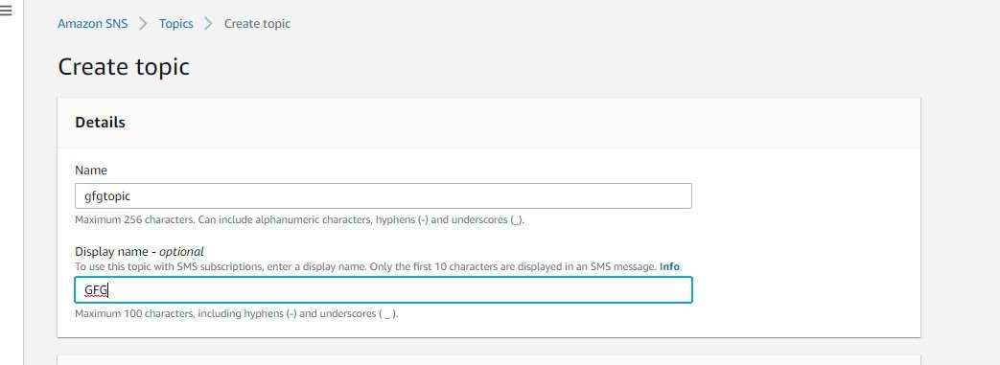 Amazon SNS > Topics > Create topic
Create topic
Details
Name
gfgtopic
Maximum 256 characters. Can include alphanumeric characters, hyphens (-) and underscores (_).
Display name - optional
To use this topic with SMS subscriptions, enter a display name. Only the first 10 characters are displayed in an SMS message. Info
GFG
Maximum 100 characters, including hyphens (-) and underscores ( _ ).